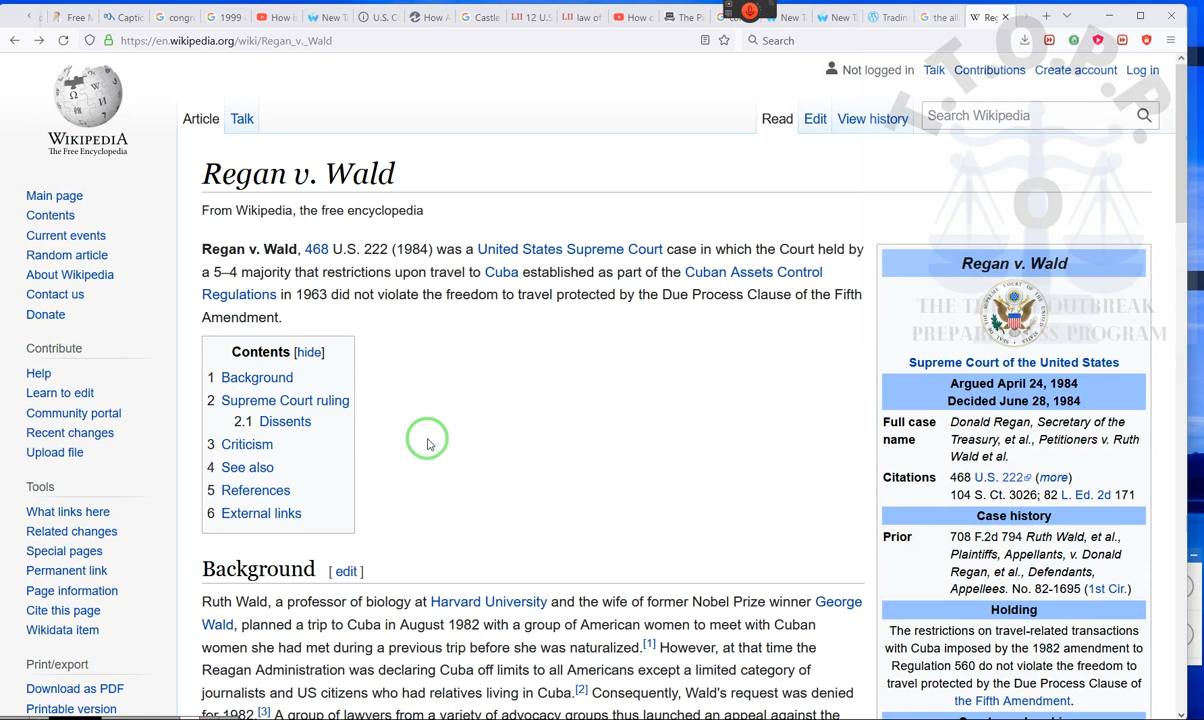 Free M
Captic
congr
1999
How i
New T
U.S. C
How A
Castle
12 U.S
law of
How c
The P
New T
New T
Tradin
the all
Reg
https://en.wikipedia.org/wiki/Regan_v._Wald
Search
Not logged in Talk Contributions Create account Log in
Article Talk
Read Edit View history
Search Wikipedia
WIKIPEDIA
The Free Encyclopedia
Main page
Contents
Current events
Random article
About Wikipedia
Contact us
Donate
Contribute
Help
Learn to edit
Community portal
Recent changes
Upload file
Tools
What links here
Related changes
Special pages
Permanent link
Page information
Cite this page
Wikidata item
Print/export
Download as PDF
Printable version
Regan v. Wald
From Wikipedia, the free encyclopedia
Regan v. Wald, 468 U.S. 222 (1984) was a United States Supreme Court case in which the Court held by
a 5–4 majority that restrictions upon travel to Cuba established as part of the Cuban Assets Control
Regulations in 1963 did not violate the freedom to travel protected by the Due Process Clause of the Fifth
Amendment.
Contents [hide]
1 Background
2 Supreme Court ruling
2.1 Dissents
3 Criticism
4 See also
5 References
6 External links
Background [ edit ]
Ruth Wald, a professor of biology at Harvard University and the wife of former Nobel Prize winner George
Wald, planned a trip to Cuba in August 1982 with a group of American women to meet with Cuban
women she had met during a previous trip before she was naturalized.[1] However, at that time the
Reagan Administration was declaring Cuba off limits to all Americans except a limited category of
journalists and US citizens who had relatives living in Cuba.[2] Consequently, Wald's request was denied
for 1982.[3] A group of lawyers from a variety of advocacy groups thus launched an appeal against the
Regan v. Wald
Supreme Court of the United States
Argued April 24, 1984
Decided June 28, 1984
Full case name Donald Regan, Secretary of the
Treasury, et al., Petitioners v. Ruth
Wald et al.
Citations 468 U.S. 222 (more)
104 S. Ct. 3026; 82 L. Ed. 2d 171
Case history
Prior 708 F.2d 794 Ruth Wald, et al.,
Plaintiffs, Appellants, v. Donald
Regan, et al., Defendants,
Appellees. No. 82-1695 (1st Cir.)
Holding
The restrictions on travel-related transactions
with Cuba imposed by the 1982 amendment to
Regulation 560 do not violate the freedom to
travel protected by the Due Process Clause of
the Fifth Amendment.
T.T.O.P.P.
PROGRAM